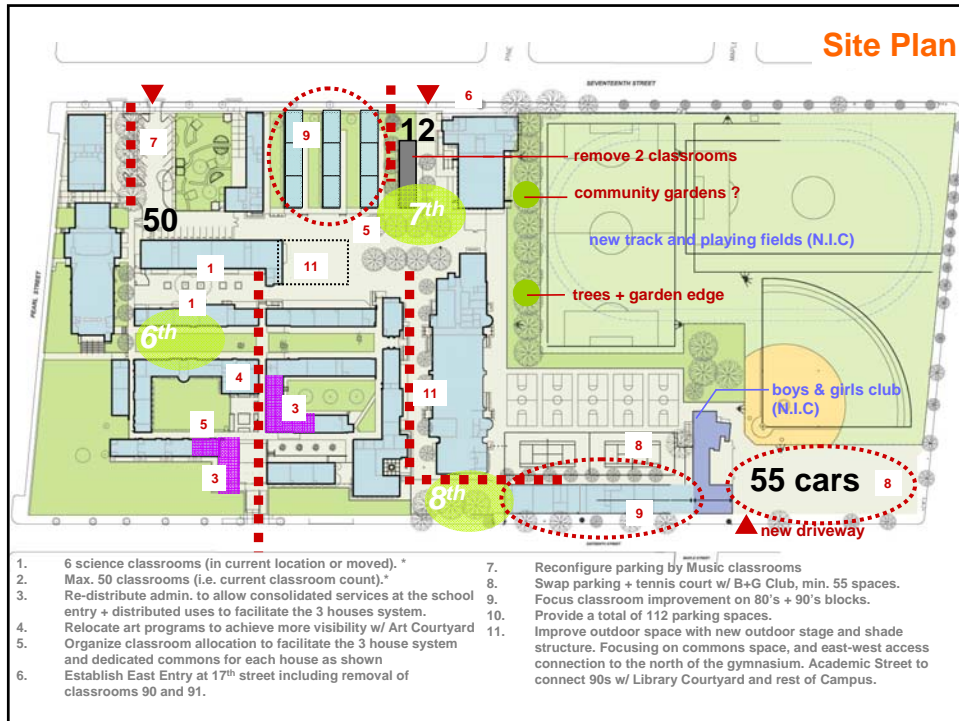 Site Plan
PINE
MAPLE
SEVENTEENTH STREET
6
7
9
12
remove 2 classrooms
community gardens ?
7th
50
5
new track and playing fields (N.I.C)
1
11
PEARL STREET
1
trees + garden edge
6th
4
3
11
boys & girls club
(N.I.C)
5
8
3
8th
55 cars
8
9
new driveway
SIXTEENTH STREET
MAPLE STREET
1. 6 science classrooms (in current location or moved). *
2. Max. 50 classrooms (i.e. current classroom count).*
3. Re-distribute admin. to allow consolidated services at the school
entry + distributed uses to facilitate the 3 houses system.
4. Relocate art programs to achieve more visibility w/ Art Courtyard
5. Organize classroom allocation to facilitate the 3 house system
and dedicated commons for each house as shown
6. Establish East Entry at 17th street including removal of
classrooms 90 and 91.
7. Reconfigure parking by Music classrooms
8. Swap parking + tennis court w/ B+G Club, min. 55 spaces.
9. Focus classroom improvement on 80's + 90's blocks.
10. Provide a total of 112 parking spaces.
11. Improve outdoor space with new outdoor stage and shade
structure. Focusing on commons space, and east-west access
connection to the north of the gymnasium. Academic Street to
connect 90s w/ Library Courtyard and rest of Campus.